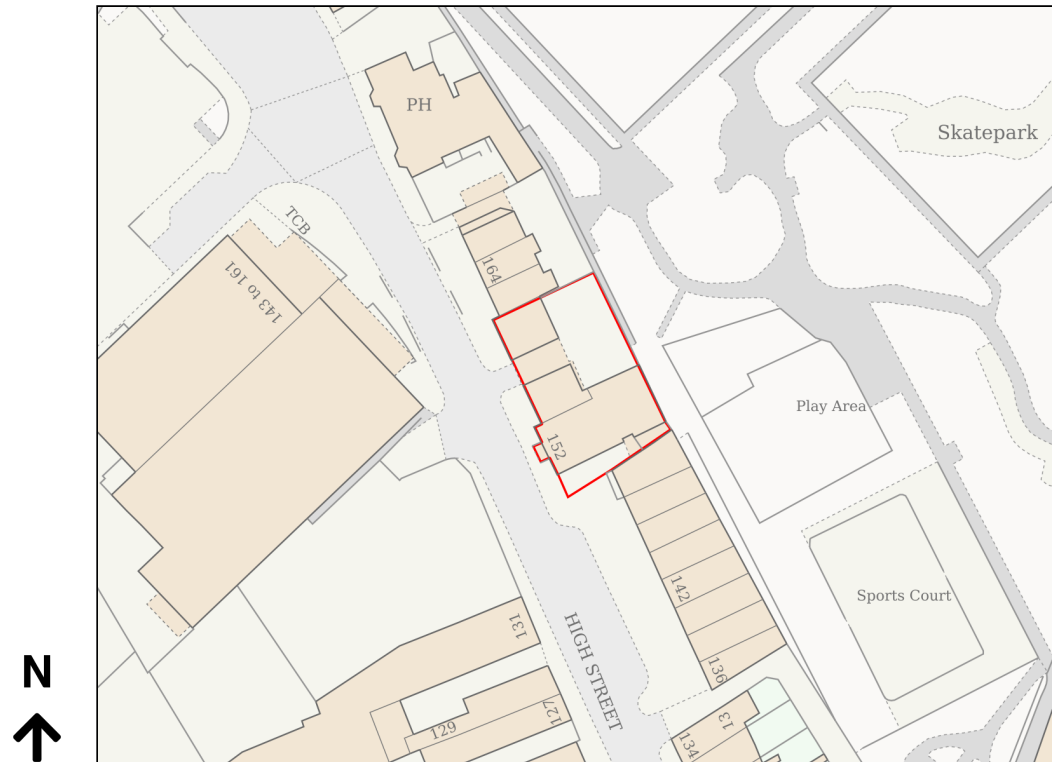 PH
Skatepark
TCB
143 to 161
164
Play Area
152
142
Sports Court
131
HIGH STREET
136
127
13
129
134
N